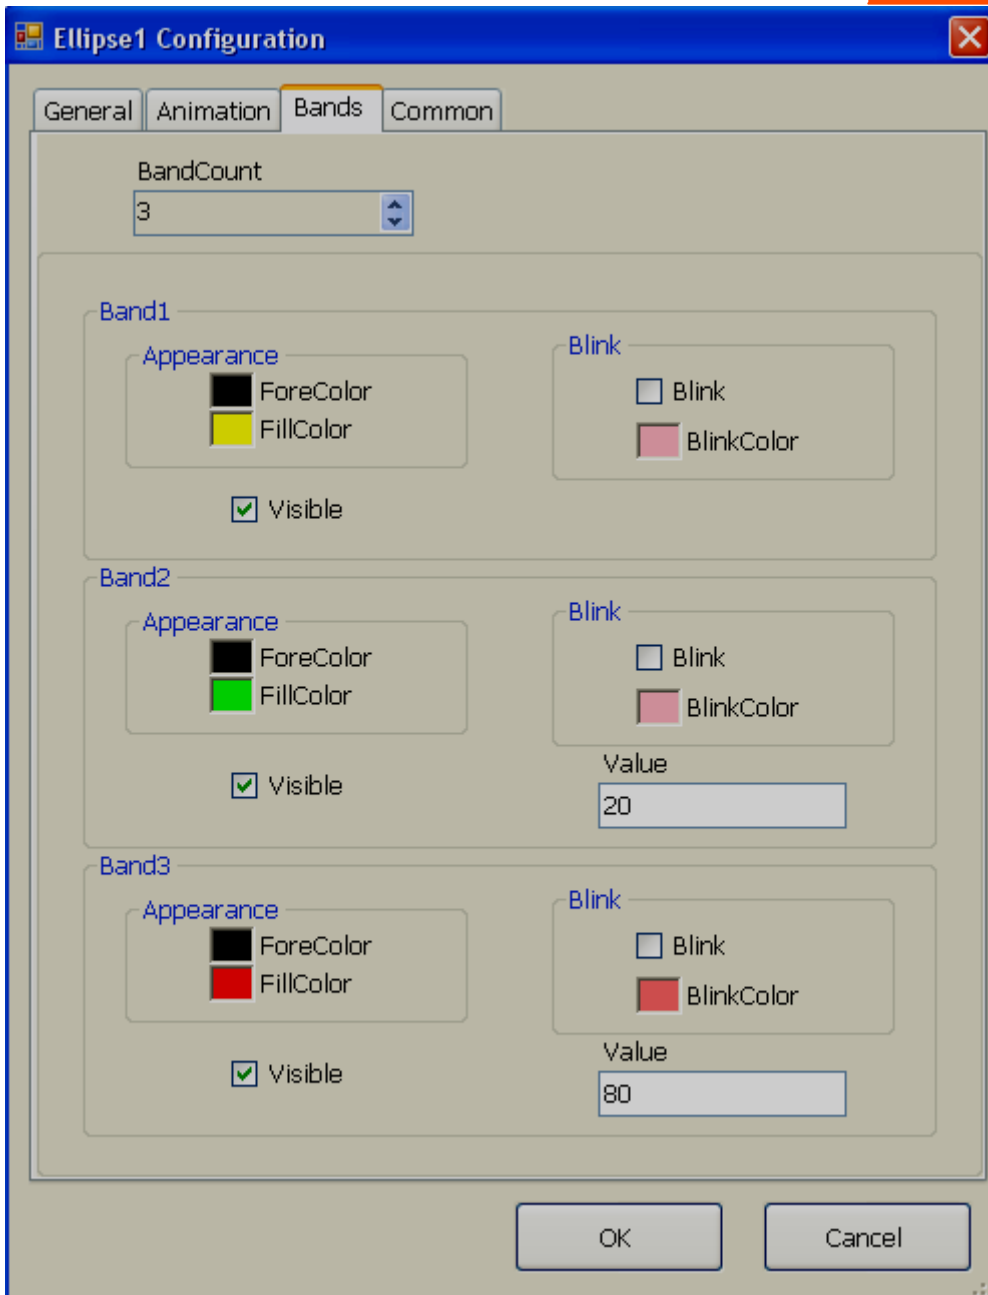 Ellipse1 Configuration
General Animation Bands Common
BandCount
3
Band1
Appearance
ForeColor
FillColor
Visible
Blink
Blink
BlinkColor
Band2
Appearance
ForeColor
FillColor
Visible
Blink
Blink
BlinkColor
Value
20
Band3
Appearance
ForeColor
FillColor
Visible
Blink
Blink
BlinkColor
Value
80
OK Cancel